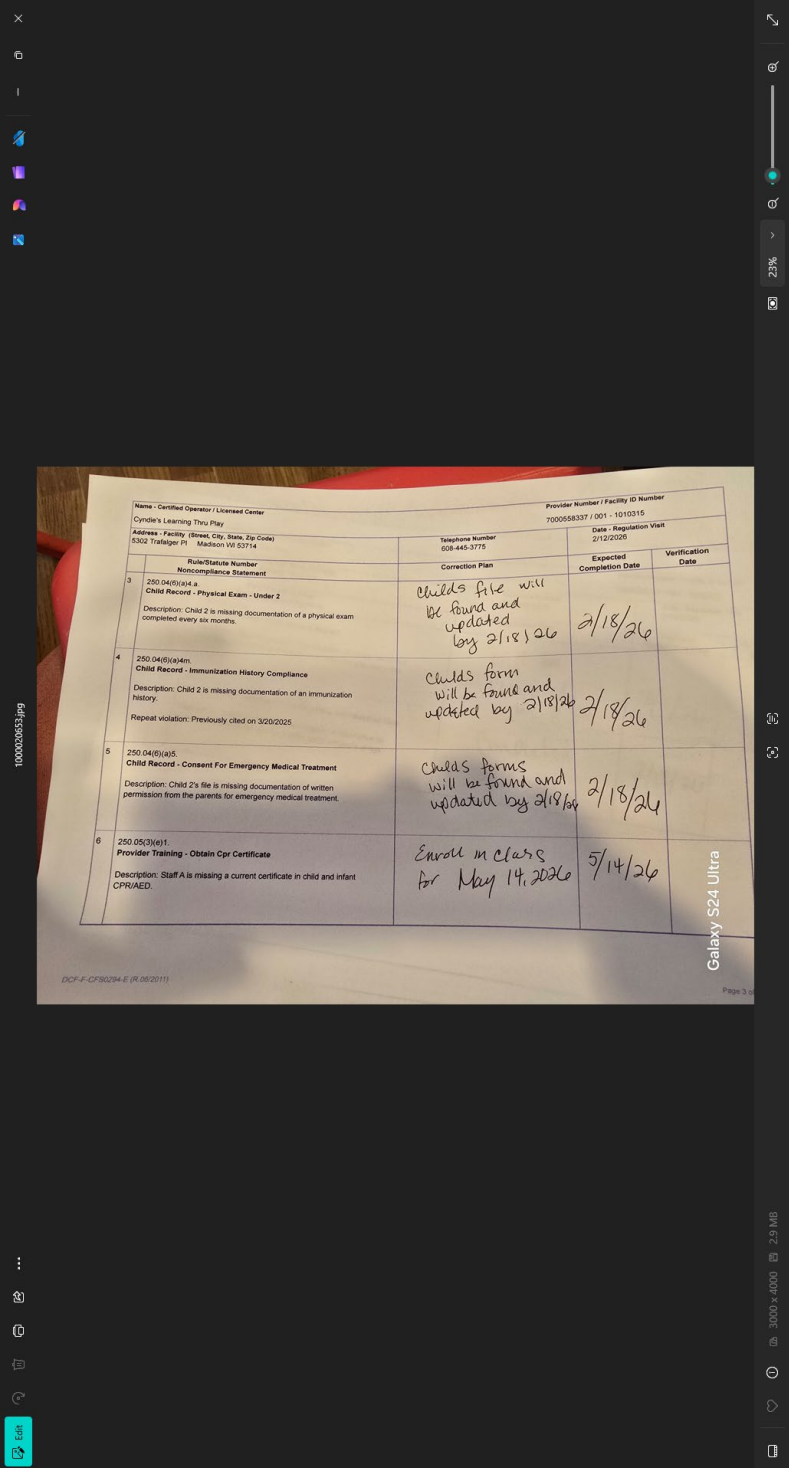 Name - Certified Operator / Licensed Center
Cyndie's Learning Thru Play
Provider Number / Facility ID Number
7000558337 / 001 - 1010315
Address - Facility (Street, City, State, Zip Code)
5302 Trafalger Pl Madison WI 53714
Telephone Number
608-445-3775
Date - Regulation Visit
2/12/2026
Rule/Statute Number
Noncompliance Statement
Correction Plan
Expected
Completion Date
Verification
Date
3
250.04(6)(a)4.a.
Child Record - Physical Exam - Under 2
Description: Child 2 is missing documentation of a physical exam
completed every six months.
Childs file will
be found and
updated
by 2/18/26
2/18/26
4
250.04(6)(a)4m.
Child Record - Immunization History Compliance
Description: Child 2 is missing documentation of an immunization
history.
Repeat violation: Previously cited on 3/20/2025
Childs form
will be found and
updated by 2/18/26
2/18/26
5
250.04(6)(a)5.
Child Record - Consent For Emergency Medical Treatment
Description: Child 2's file is missing documentation of written
permission from the parents for emergency medical treatment.
Childs forms
will be found and
updated by 2/18/26
2/18/26
6
250.05(3)(e)1.
Provider Training - Obtain Cpr Certificate
Description: Staff A is missing a current certificate in child and infant
CPR/AED.
Enroll in class
for May 14, 2026
5/14/26
DCF-F-CFS0294-E (R.06/2011)
Page 3 of
Galaxy S24 Ultra
1000020653.jpg
23%
3000 x 4000
2.9 MB
Edit